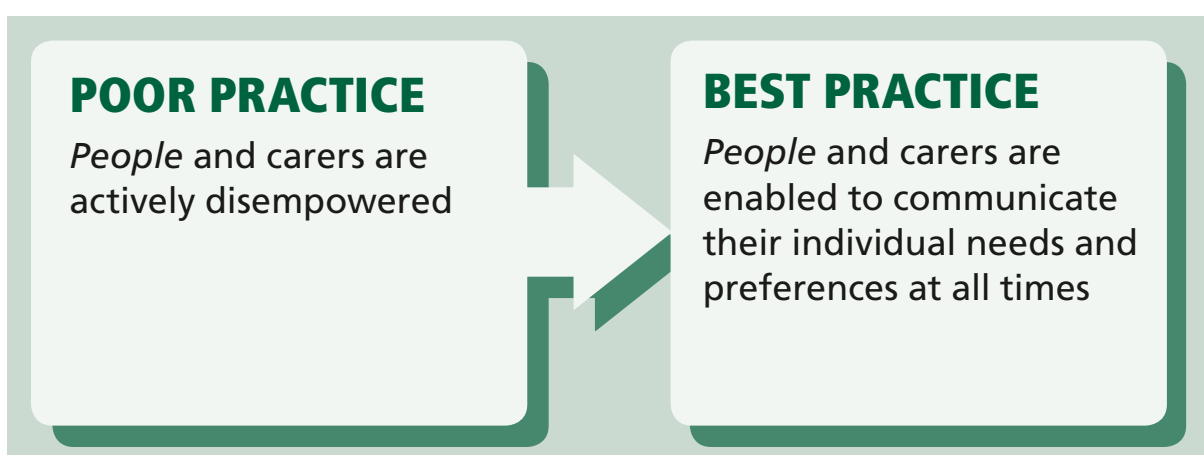 POOR PRACTICE
People and carers are
actively disempowered
BEST PRACTICE
People and carers are
enabled to communicate
their individual needs and
preferences at all times